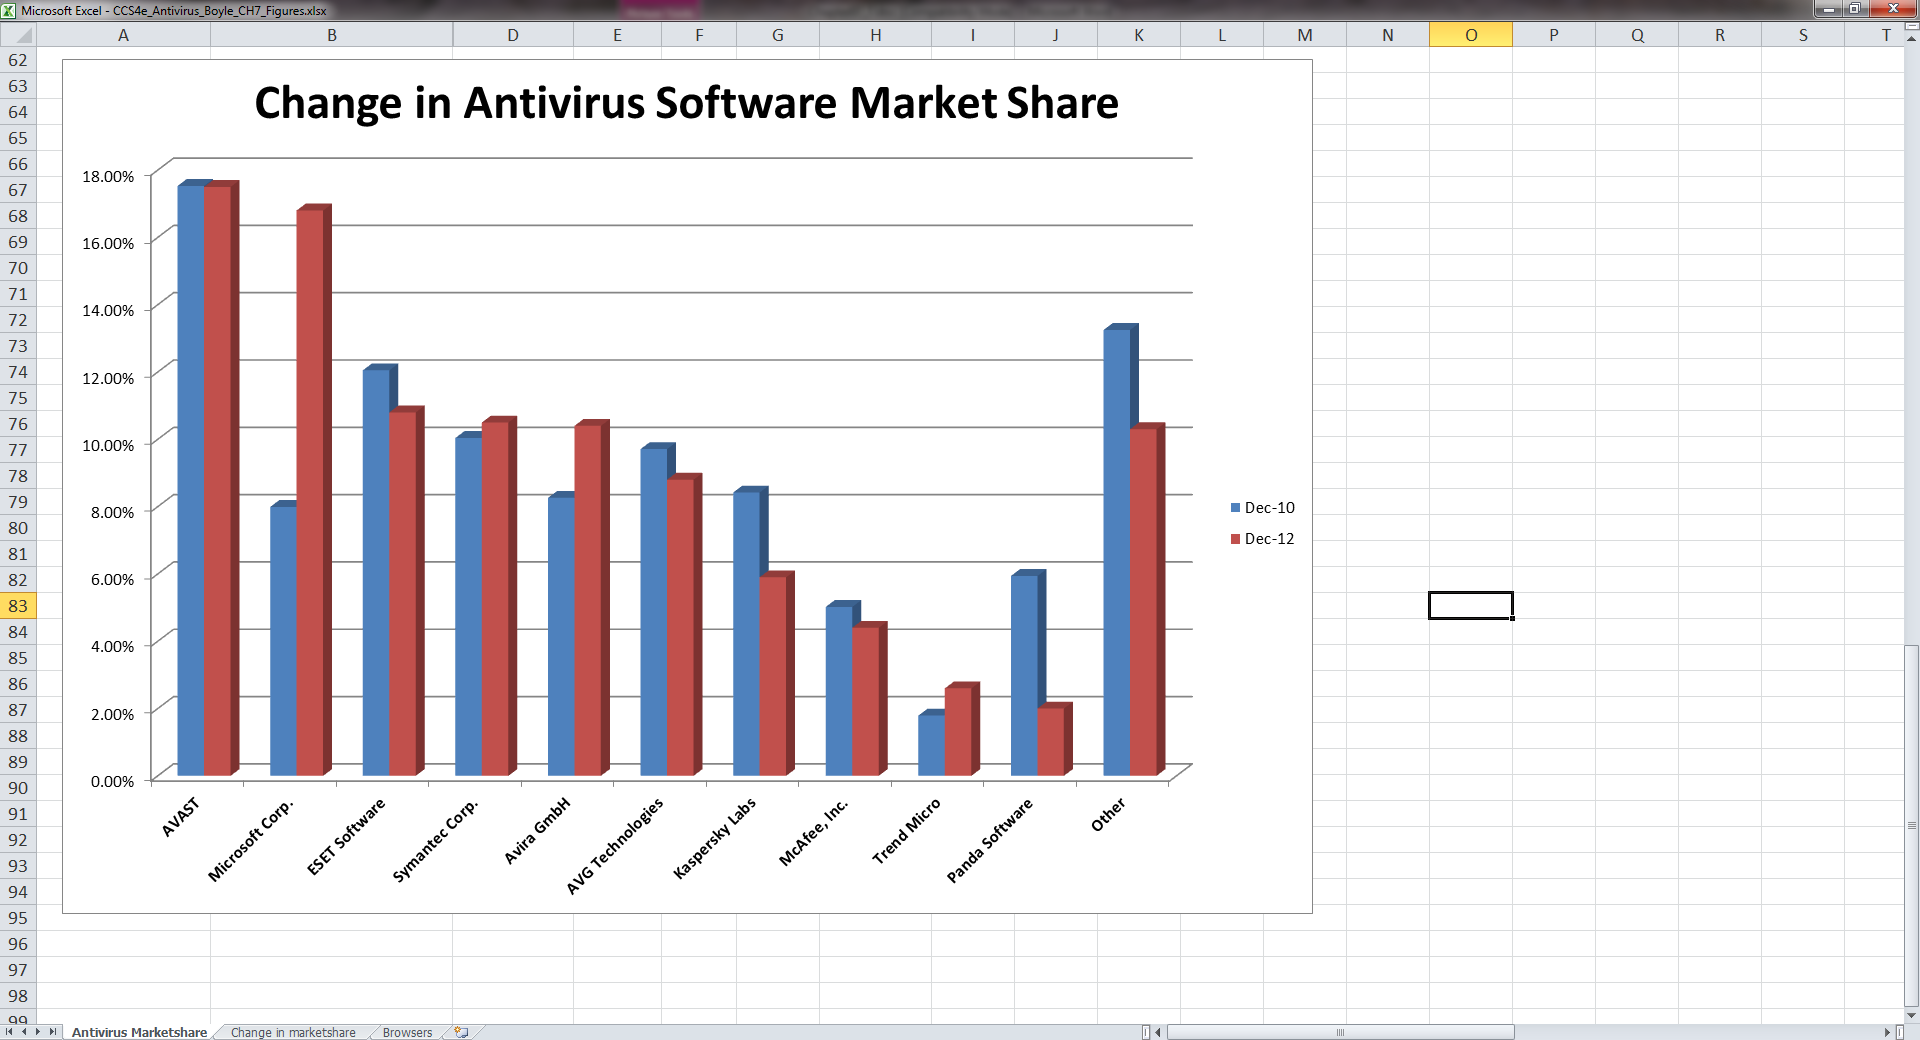 Microsoft Excel - CCS4e_Antivirus_Boyle_CH7_Figures.xlsx
A B D E F G H I J K L M N O P Q R S T
62
63
64
65
66
67
68
69
70
71
72
73
74
75
76
77
78
79
80
81
82
83
84
85
86
87
88
89
90
91
92
93
94
95
96
97
98
99
Change in Antivirus Software Market Share
18.00%
16.00%
14.00%
12.00%
10.00%
8.00%
6.00%
4.00%
2.00%
0.00%
AVAST
Microsoft Corp.
ESET Software
Symantec Corp.
Avira GmbH
AVG Technologies
Kaspersky Labs
McAfee, Inc.
Trend Micro
Panda Software
Other
Dec-10
Dec-12
Antivirus Marketshare Change in marketshare Browsers